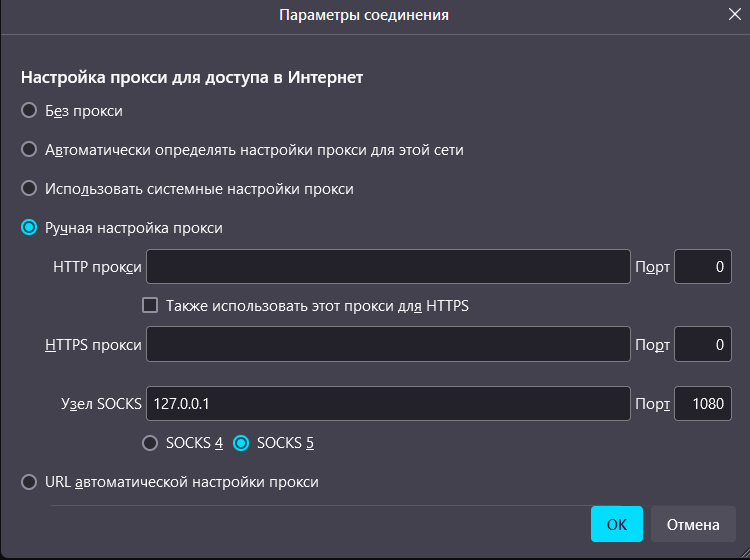 Параметры соединения
Настройка прокси для доступа в Интернет
Без прокси
Автоматически определять настройки прокси для этой сети
Использовать системные настройки прокси
Ручная настройка прокси
HTTP прокси Порт 0
Также использовать этот прокси для HTTPS
HTTPS прокси Порт 0
Узел SOCKS 127.0.0.1 Порт 1080
SOCKS 4 SOCKS 5
URL автоматической настройки прокси
OK Отмена